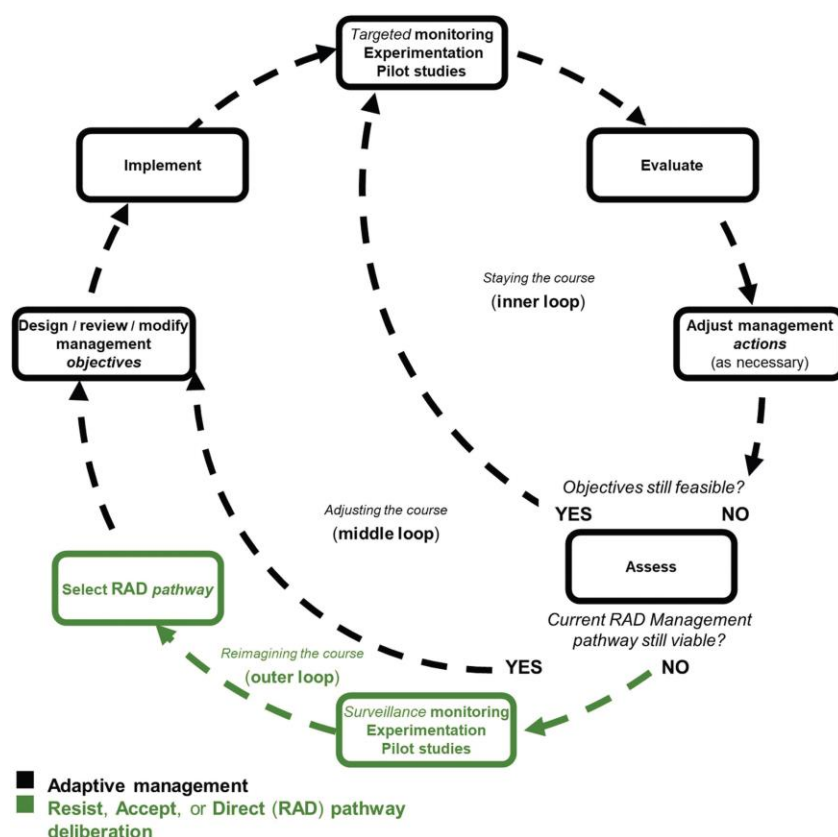 Targeted monitoring
Experimentation
Pilot studies
Implement
Evaluate
Staying the course
(inner loop)
Design / review / modify
management
objectives
Adjust management
actions
(as necessary)
Objectives still feasible?
YES
NO
Adjusting the course
(middle loop)
Assess
Select RAD pathway
Current RAD Management
pathway still viable?
Reimagining the course
(outer loop)
YES
NO
Surveillance monitoring
Experimentation
Pilot studies
Adaptive management
Resist, Accept, or Direct (RAD) pathway
deliberation